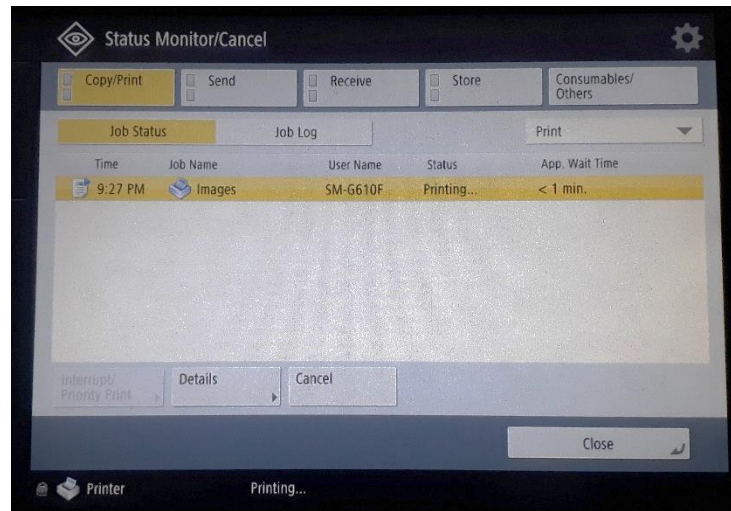 Status Monitor/Cancel
Copy/Print Send Receive Store Consumables/
Others
Job Status Job Log Print
Time Job Name User Name Status App. Wait Time
9:27 PM Images SM-G610F Printing... < 1 min.
Interrupt/ Details Cancel
Priority Print
Close
Printer Printing...